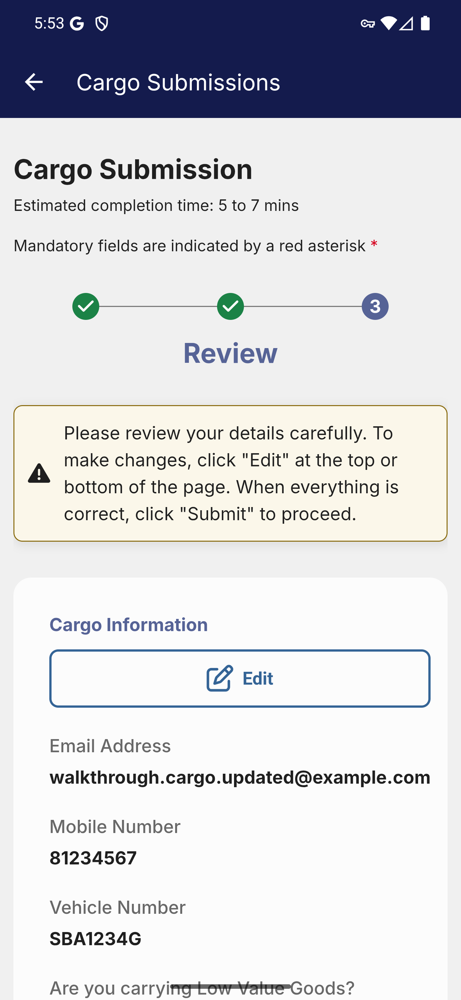 5:53
Cargo Submissions
Cargo Submission
Estimated completion time: 5 to 7 mins
Mandatory fields are indicated by a red asterisk *
3
Review
Please review your details carefully. To
make changes, click "Edit" at the top or
bottom of the page. When everything is
correct, click "Submit" to proceed.
Cargo Information
Edit
Email Address
walkthrough.cargo.updated@example.com
Mobile Number
81234567
Vehicle Number
SBA1234G
Are you carrying Low Value Goods?